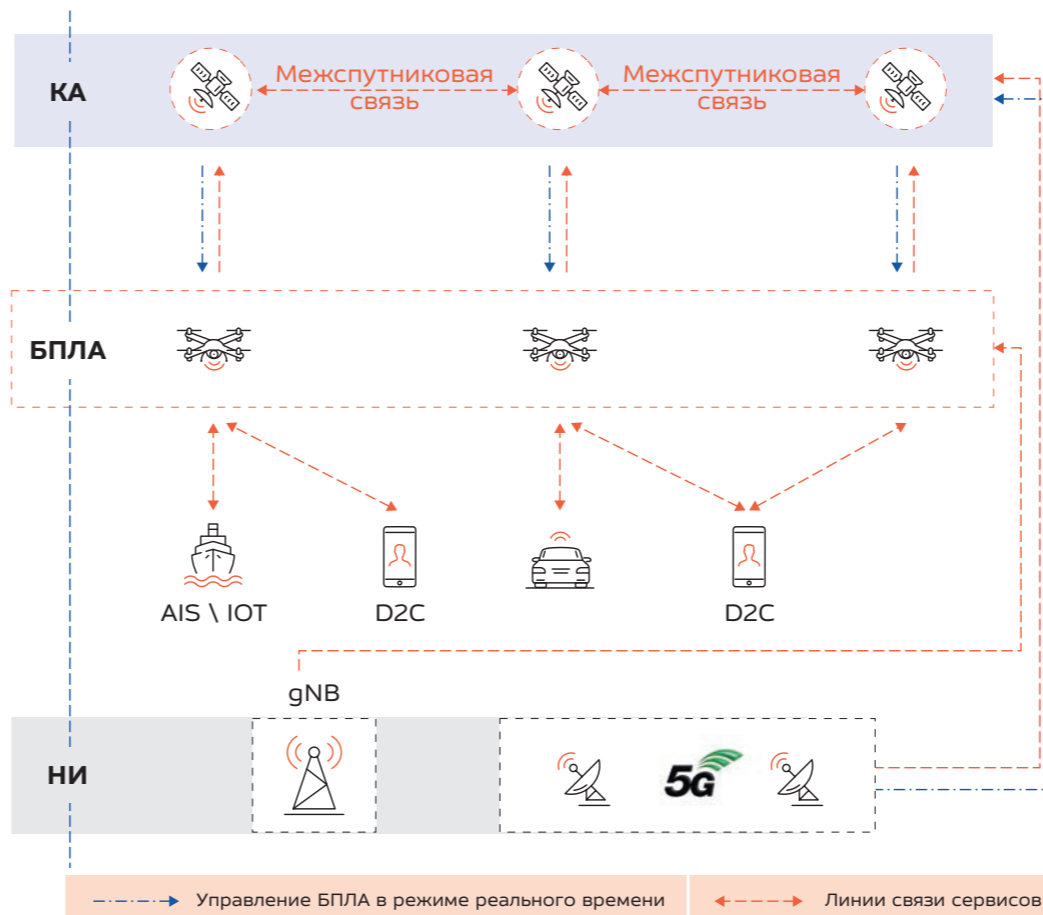 КА
Межспутниковая
связь
Межспутниковая
связь
БПЛА
AIS \ IOT
D2C
D2C
gNB
НИ
5G
Управление БПЛА в режиме реального времени
Линии связи сервисов